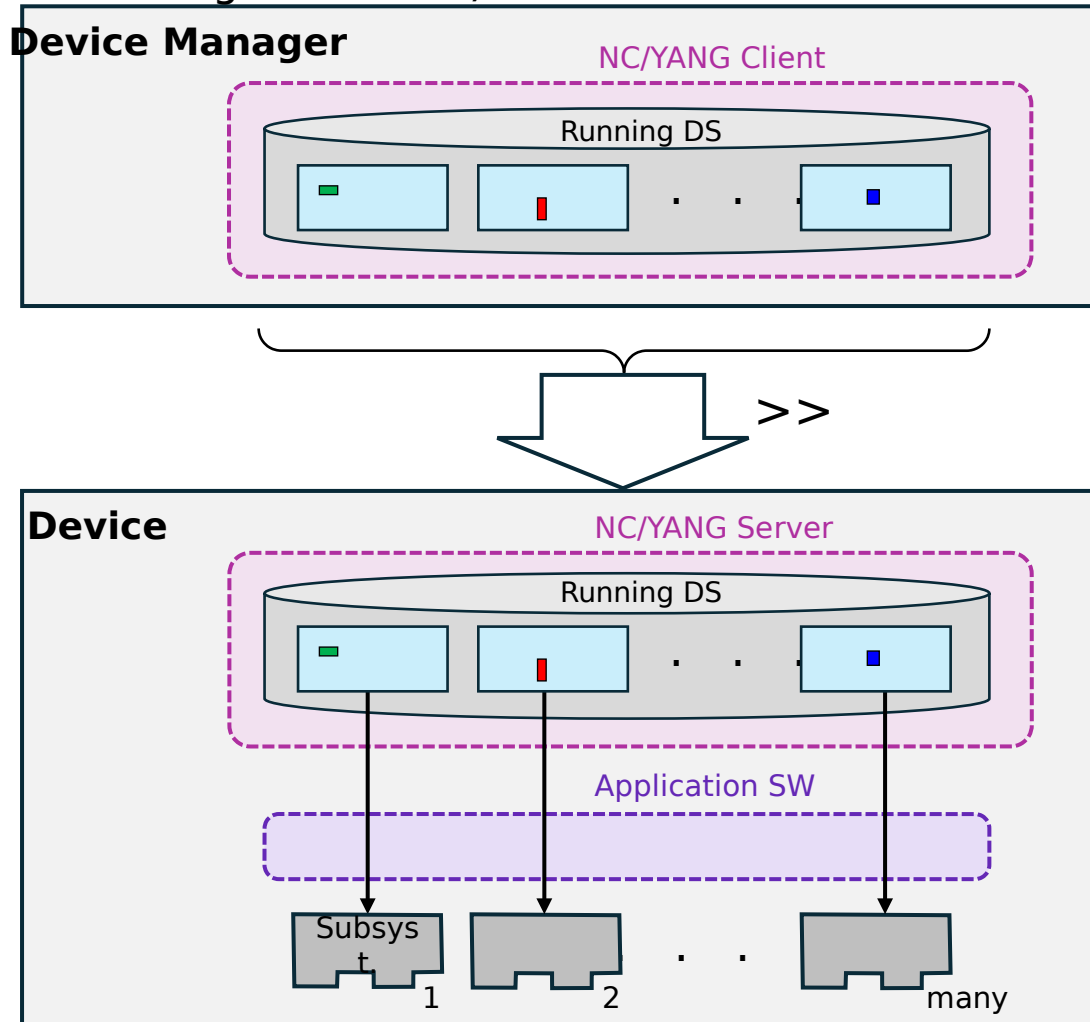 Device Manager
NC/YANG Client
Running DS
. . .
>>
Device
NC/YANG Server
Running DS
. . .
Application SW
Subsys
t.
. . .
1
2
many